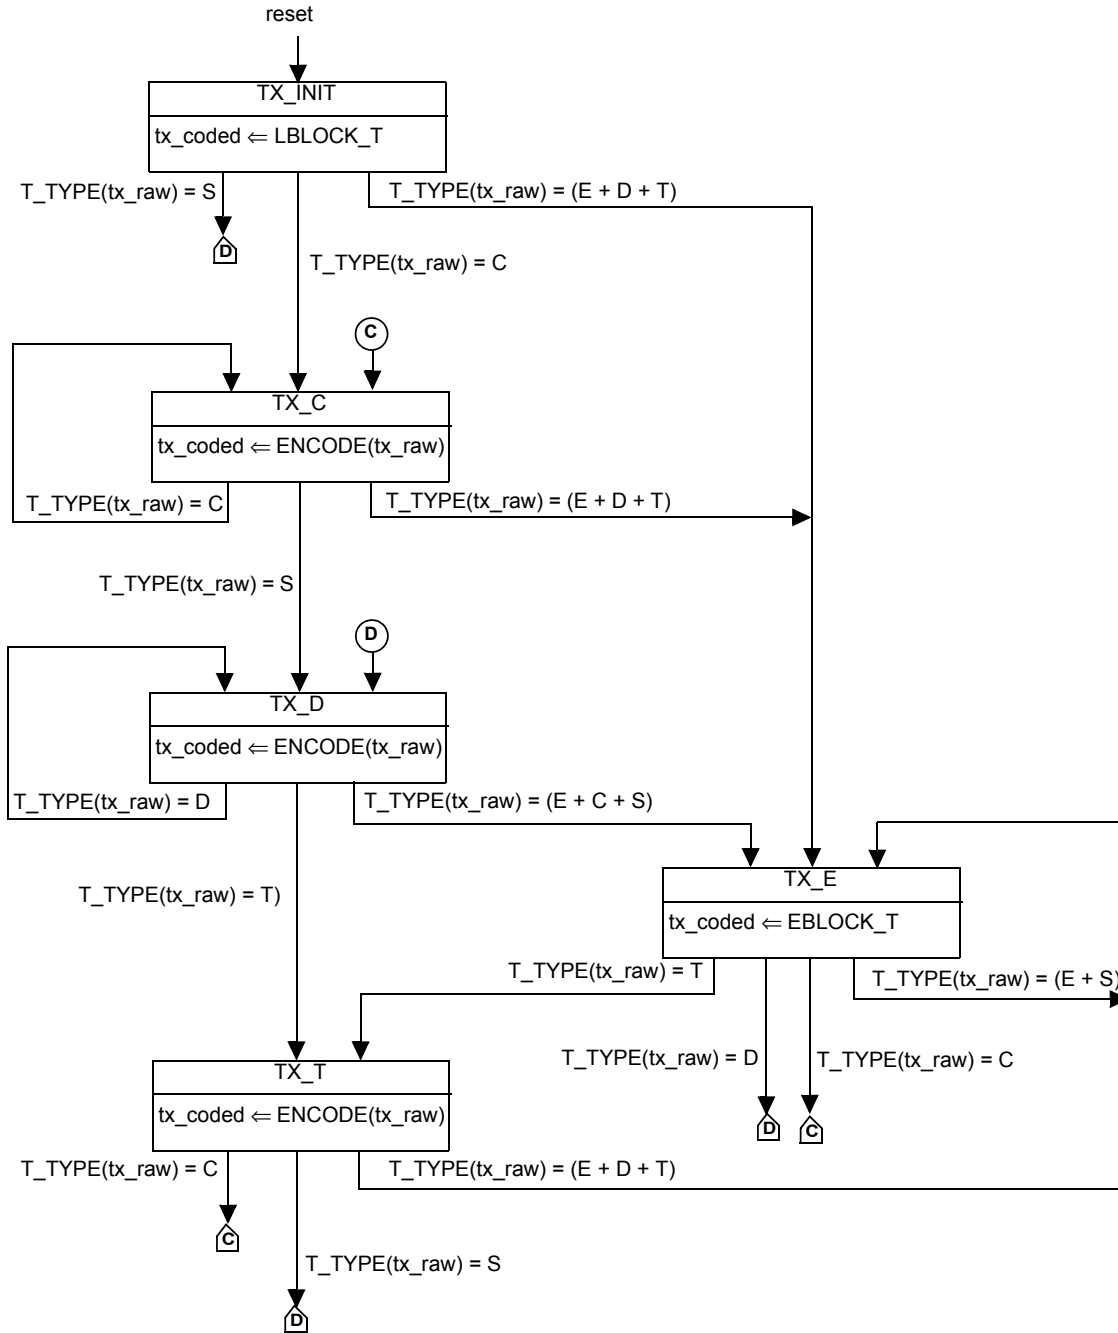 reset
TX_INIT
tx_coded ⇐ LBLOCK_T
T_TYPE(tx_raw) = S
T_TYPE(tx_raw) = (E + D + T)
D
T_TYPE(tx_raw) = C
C
TX_C
tx_coded ⇐ ENCODE(tx_raw)
T_TYPE(tx_raw) = C
T_TYPE(tx_raw) = (E + D + T)
T_TYPE(tx_raw) = S
D
TX_D
tx_coded ⇐ ENCODE(tx_raw)
T_TYPE(tx_raw) = D
T_TYPE(tx_raw) = (E + C + S)
T_TYPE(tx_raw) = T)
TX_E
tx_coded ⇐ EBLOCK_T
T_TYPE(tx_raw) = T
T_TYPE(tx_raw) = (E + S)
T_TYPE(tx_raw) = D
T_TYPE(tx_raw) = C
D
C
TX_T
tx_coded ⇐ ENCODE(tx_raw)
T_TYPE(tx_raw) = C
T_TYPE(tx_raw) = (E + D + T)
C
T_TYPE(tx_raw) = S
D